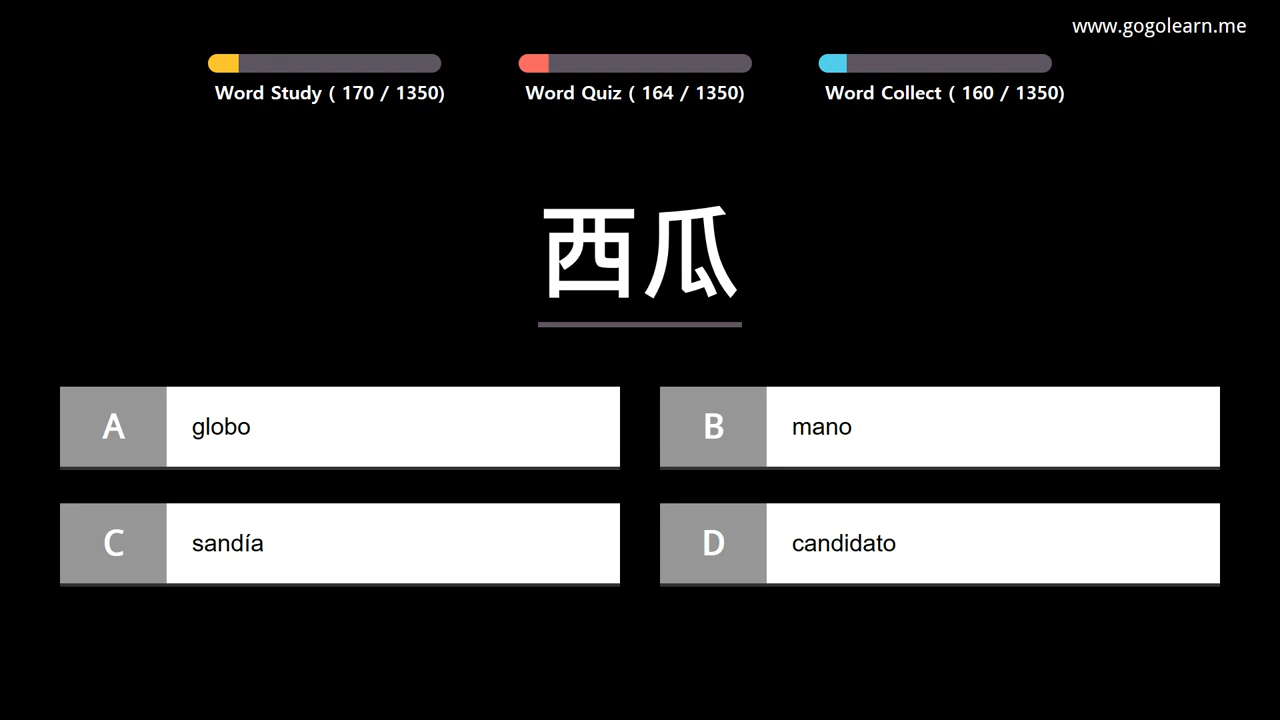 www.gogolearn.me
Word Study ( 170 / 1350)
Word Quiz ( 164 / 1350)
Word Collect ( 160 / 1350)
西瓜
A globo
B mano
C sandía
D candidato